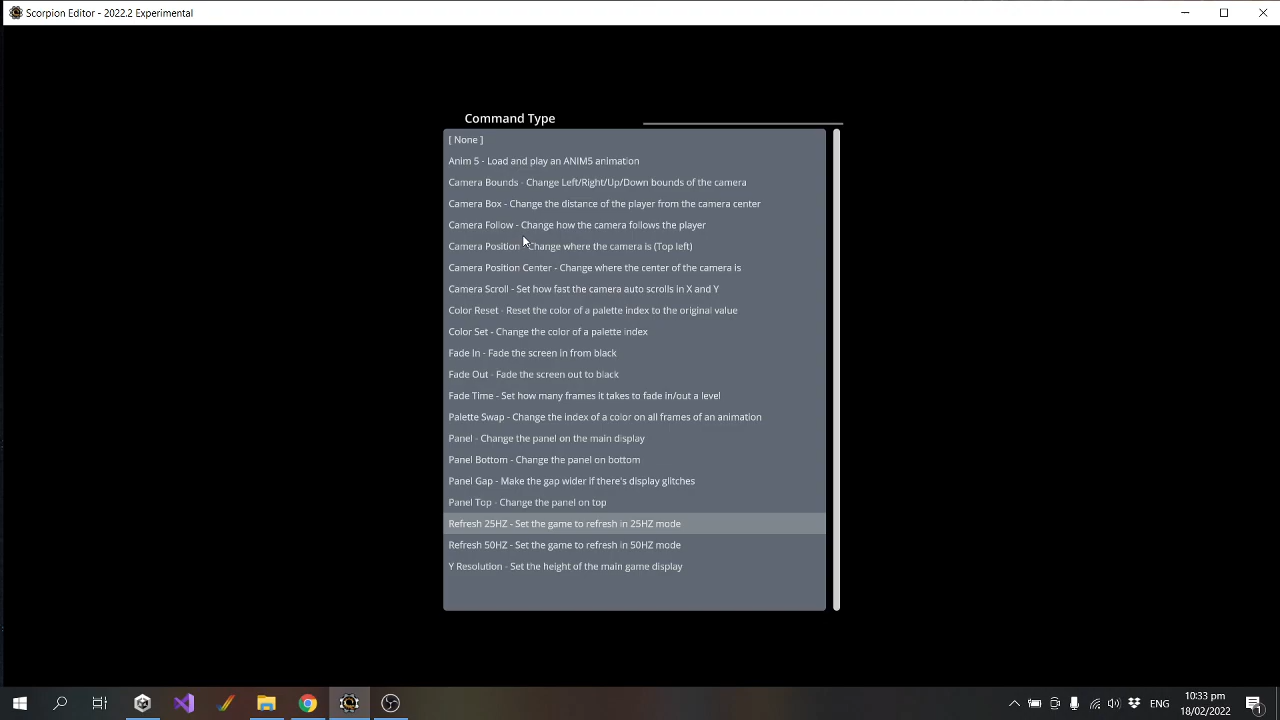 Scorpion Editor - 2022.2 Experimental
Command Type
[ None ]
Anim 5 - Load and play an ANIM5 animation
Camera Bounds - Change Left/Right/Up/Down bounds of the camera
Camera Box - Change the distance of the player from the camera center
Camera Follow - Change how the camera follows the player
Camera Position - Change where the camera is (Top left)
Camera Position Center - Change where the center of the camera is
Camera Scroll - Set how fast the camera auto scrolls in X and Y
Color Reset - Reset the color of a palette index to the original value
Color Set - Change the color of a palette index
Fade In - Fade the screen in from black
Fade Out - Fade the screen out to black
Fade Time - Set how many frames it takes to fade in/out a level
Palette Swap - Change the index of a color on all frames of an animation
Panel - Change the panel on the main display
Panel Bottom - Change the panel on bottom
Panel Gap - Make the gap wider if there's display glitches
Panel Top - Change the panel on top
Refresh 25HZ - Set the game to refresh in 25HZ mode
Refresh 50HZ - Set the game to refresh in 50HZ mode
Y Resolution - Set the height of the main game display
ENG
10:33 pm
18/02/2022
1